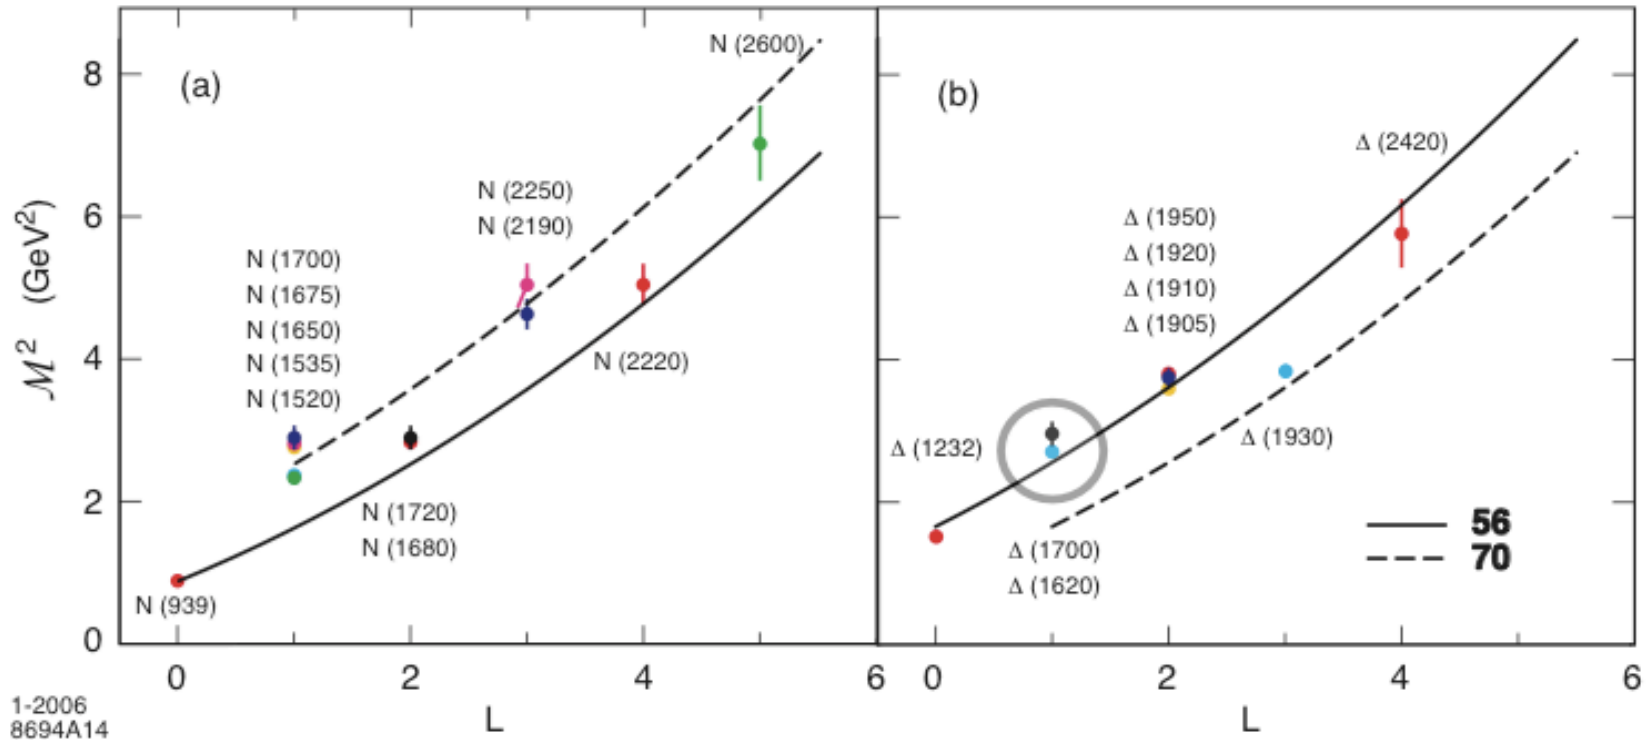 (a)
N (2600)
N (2250)
N (2190)
N (1700)
N (1675)
N (1650)
N (1535)
N (1520)
N (2220)
N (1720)
N (1680)
N (939)
8
6
4
2
0
ℳ² (GeV²)
0 2 4 6
L
(b)
Δ (2420)
Δ (1950)
Δ (1920)
Δ (1910)
Δ (1905)
Δ (1232)
Δ (1930)
Δ (1700)
Δ (1620)
56
70
0 2 4 6
L
1-2006
8694A14